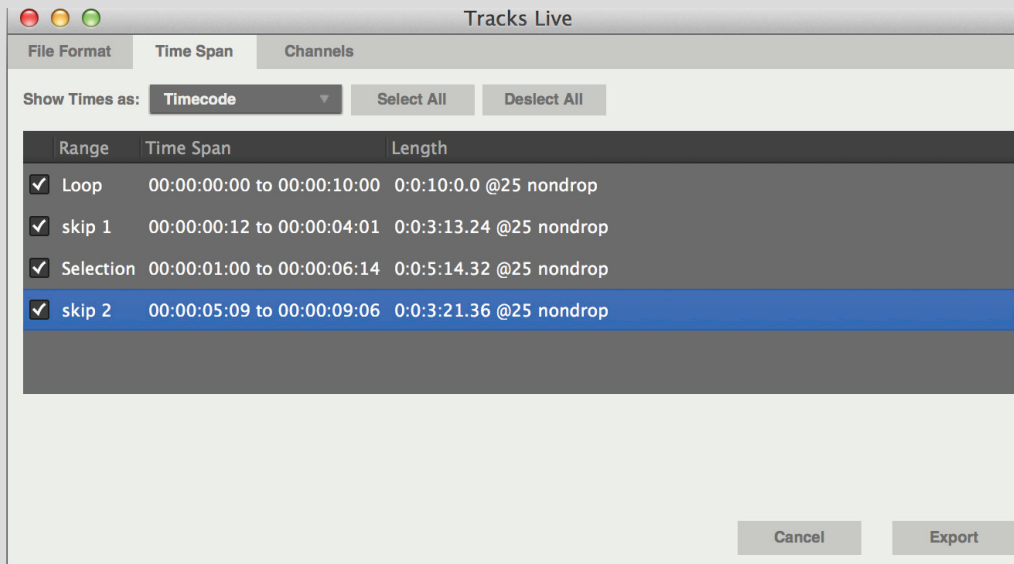 Tracks Live
File Format Time Span Channels
Show Times as: Timecode Select All Deslect All
Range Time Span Length
Loop 00:00:00:00 to 00:00:10:00 0:0:10:0.0 @25 nondrop
skip 1 00:00:00:12 to 00:00:04:01 0:0:3:13.24 @25 nondrop
Selection 00:00:01:00 to 00:00:06:14 0:0:5:14.32 @25 nondrop
skip 2 00:00:05:09 to 00:00:09:06 0:0:3:21.36 @25 nondrop
Cancel Export